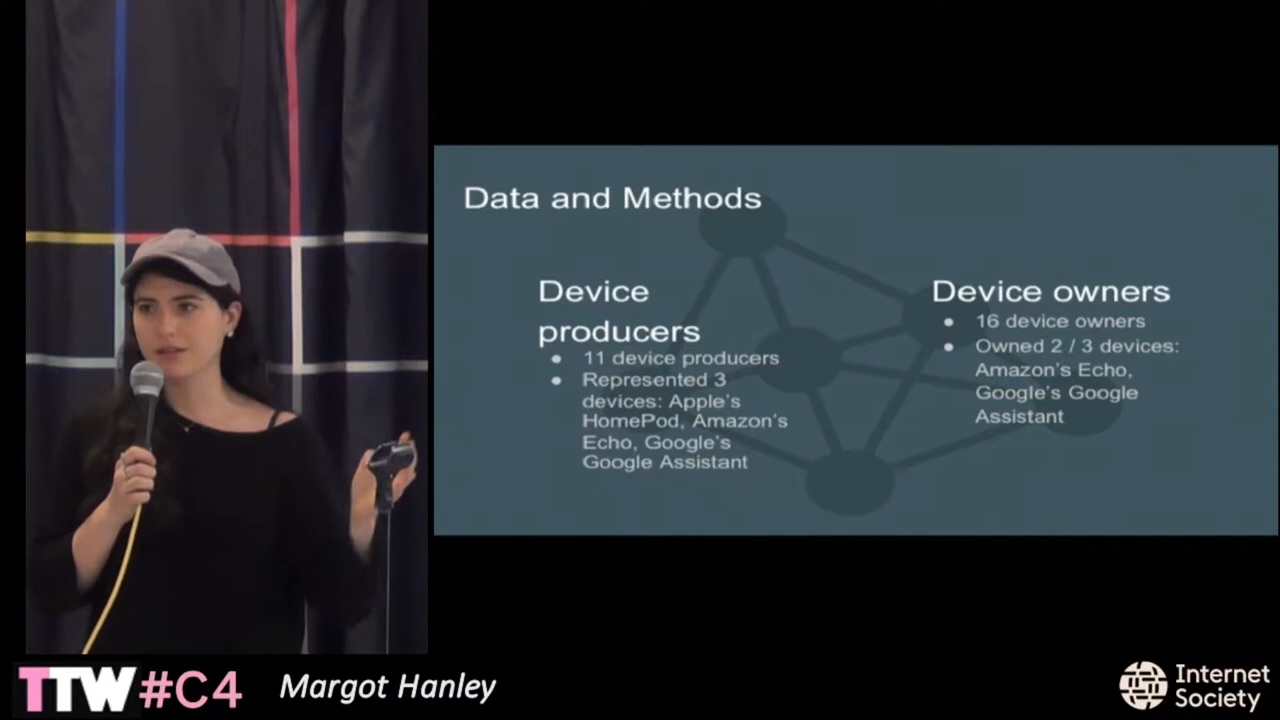 Data and Methods
Device
producers
● 11 device producers
● Represented 3
devices: Apple's
HomePod, Amazon's
Echo, Google's
Google Assistant
Device owners
● 16 device owners
● Owned 2 / 3 devices:
Amazon's Echo,
Google's Google
Assistant
TTW#C4
Margot Hanley
Internet
Society